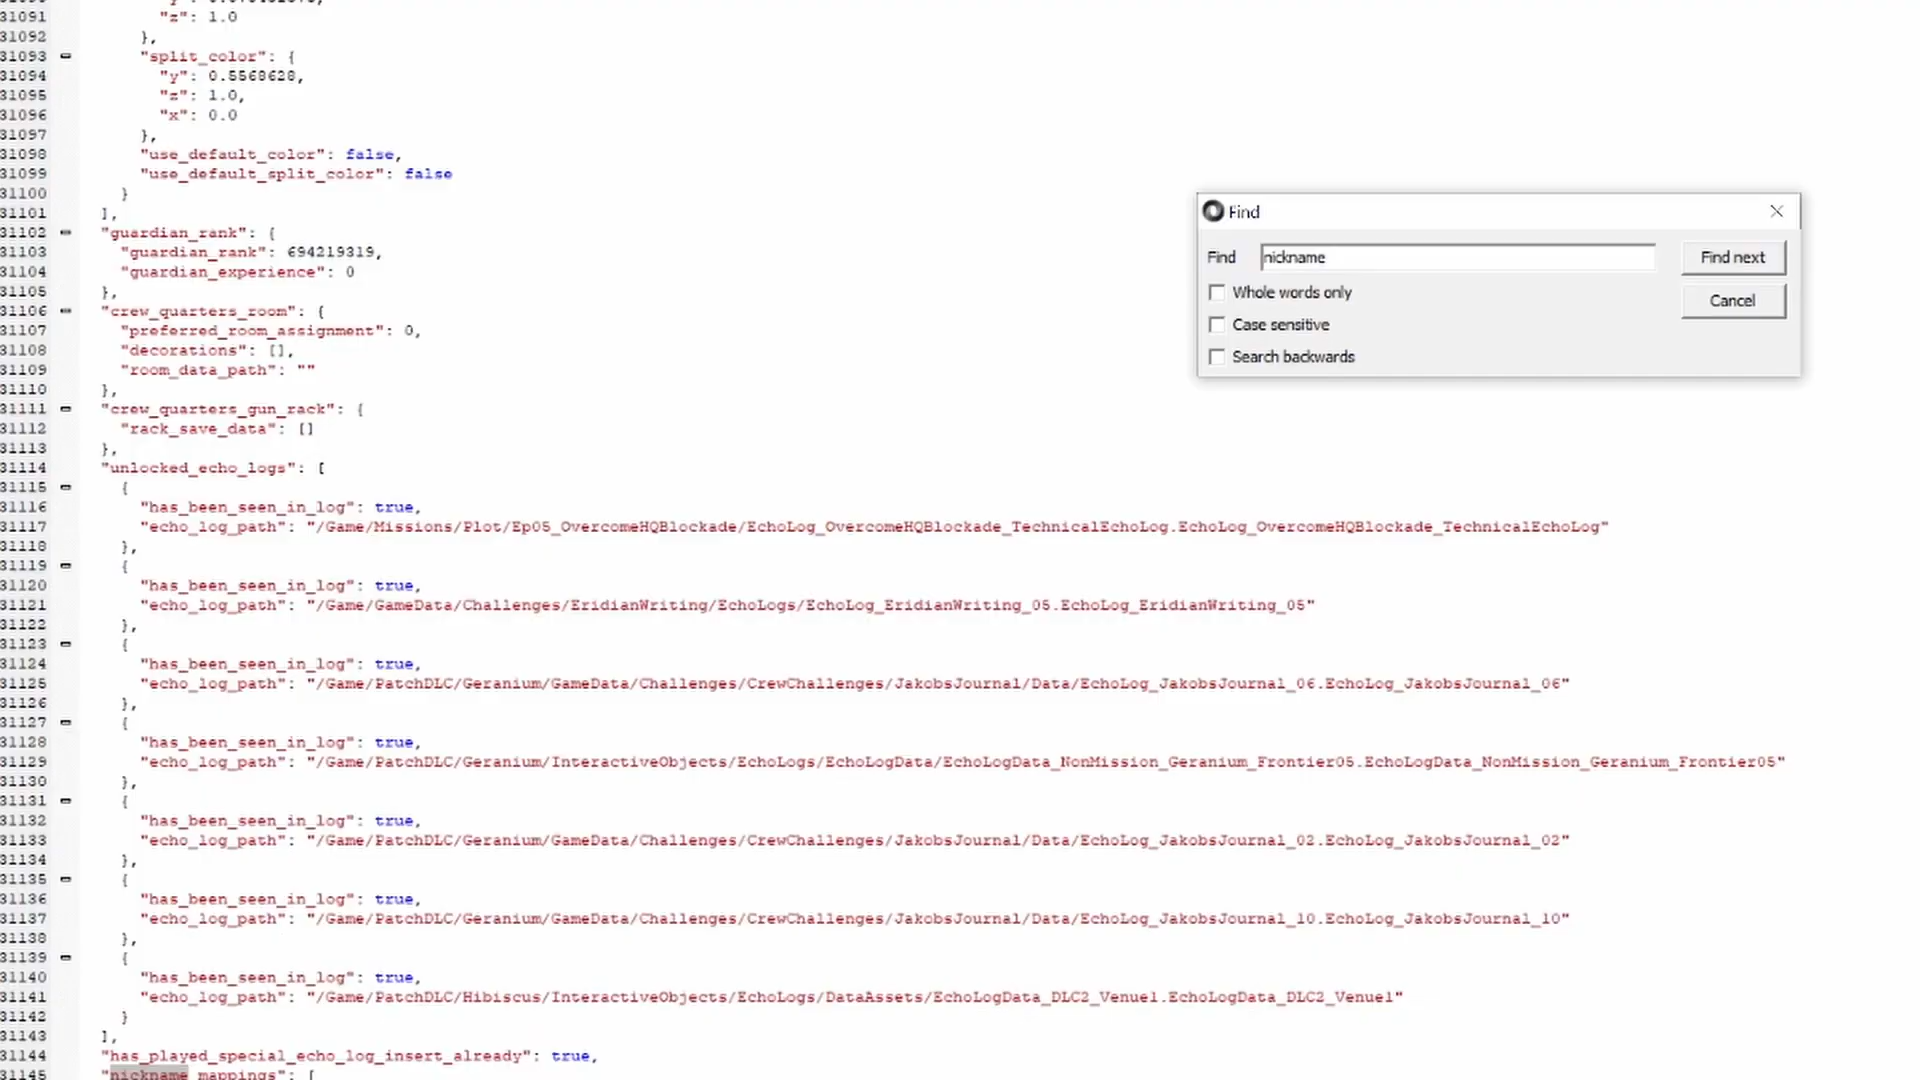 31091 "z": 1.0
31092 },
31093 "split_color": {
31094 "y": 0.5568628,
31095 "z": 1.0,
31096 "x": 0.0
31097 },
31098 "use_default_color": false,
31099 "use_default_split_color": false
31100 }
31101 ],
31102 "guardian_rank": {
31103 "guardian_rank": 694219319,
31104 "guardian_experience": 0
31105 },
31106 "crew_quarters_room": {
31107 "preferred_room_assignment": 0,
31108 "decorations": [],
31109 "room_data_path": ""
31110 },
31111 "crew_quarters_gun_rack": {
31112 "rack_save_data": []
31113 },
31114 "unlocked_echo_logs": [
31115 {
31116 "has_been_seen_in_log": true,
31117 "echo_log_path": "/Game/Missions/Plot/Ep05_OvercomeHQBlockade/EchoLog_OvercomeHQBlockade_TechnicalEchoLog.EchoLog_OvercomeHQBlockade_TechnicalEchoLog"
31118 },
31119 {
31120 "has_been_seen_in_log": true,
31121 "echo_log_path": "/Game/GameData/Challenges/EridianWriting/EchoLogs/EchoLog_EridianWriting_05.EchoLog_EridianWriting_05"
31122 },
31123 {
31124 "has_been_seen_in_log": true,
31125 "echo_log_path": "/Game/PatchDLC/Geranium/GameData/Challenges/CrewChallenges/JakobsJournal/Data/EchoLog_JakobsJournal_06.EchoLog_JakobsJournal_06"
31126 },
31127 {
31128 "has_been_seen_in_log": true,
31129 "echo_log_path": "/Game/PatchDLC/Geranium/InteractiveObjects/EchoLogs/EchoLogData/EchoLogData_NonMission_Geranium_Frontier05.EchoLogData_NonMission_Geranium_Frontier05"
31130 },
31131 {
31132 "has_been_seen_in_log": true,
31133 "echo_log_path": "/Game/PatchDLC/Geranium/GameData/Challenges/CrewChallenges/JakobsJournal/Data/EchoLog_JakobsJournal_02.EchoLog_JakobsJournal_02"
31134 },
31135 {
31136 "has_been_seen_in_log": true,
31137 "echo_log_path": "/Game/PatchDLC/Geranium/GameData/Challenges/CrewChallenges/JakobsJournal/Data/EchoLog_JakobsJournal_10.EchoLog_JakobsJournal_10"
31138 },
31139 {
31140 "has_been_seen_in_log": true,
31141 "echo_log_path": "/Game/PatchDLC/Hibiscus/InteractiveObjects/EchoLogs/DataAssets/EchoLogData_DLC2_Venue1.EchoLogData_DLC2_Venue1"
31142 }
31143 ],
31144 "has_played_special_echo_log_insert_already": true,
31145 "nickname_mappings": [
Find
Find nickname Find next
Whole words only Cancel
Case sensitive
Search backwards